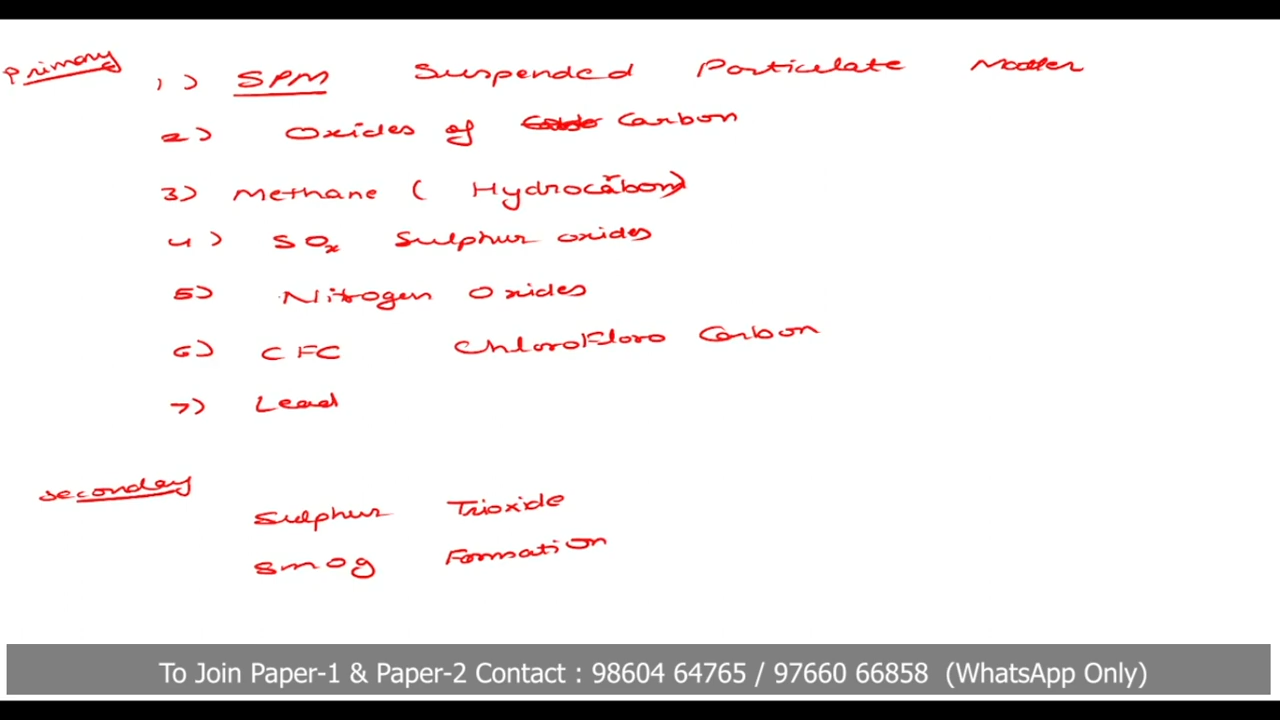 Primary
1) SPM Suspended Particulate Matter
2) Oxides of Carbon
3) Methane ( Hydrocarbon)
4) SOx Sulphur oxides
5) Nitrogen Oxides
6) CFC ChloroFloro Carbon
7) Lead
Seconday
Sulphur Trioxide
Smog Formation
To Join Paper-1 & Paper-2 Contact : 98604 64765 / 97660 66858 (WhatsApp Only)